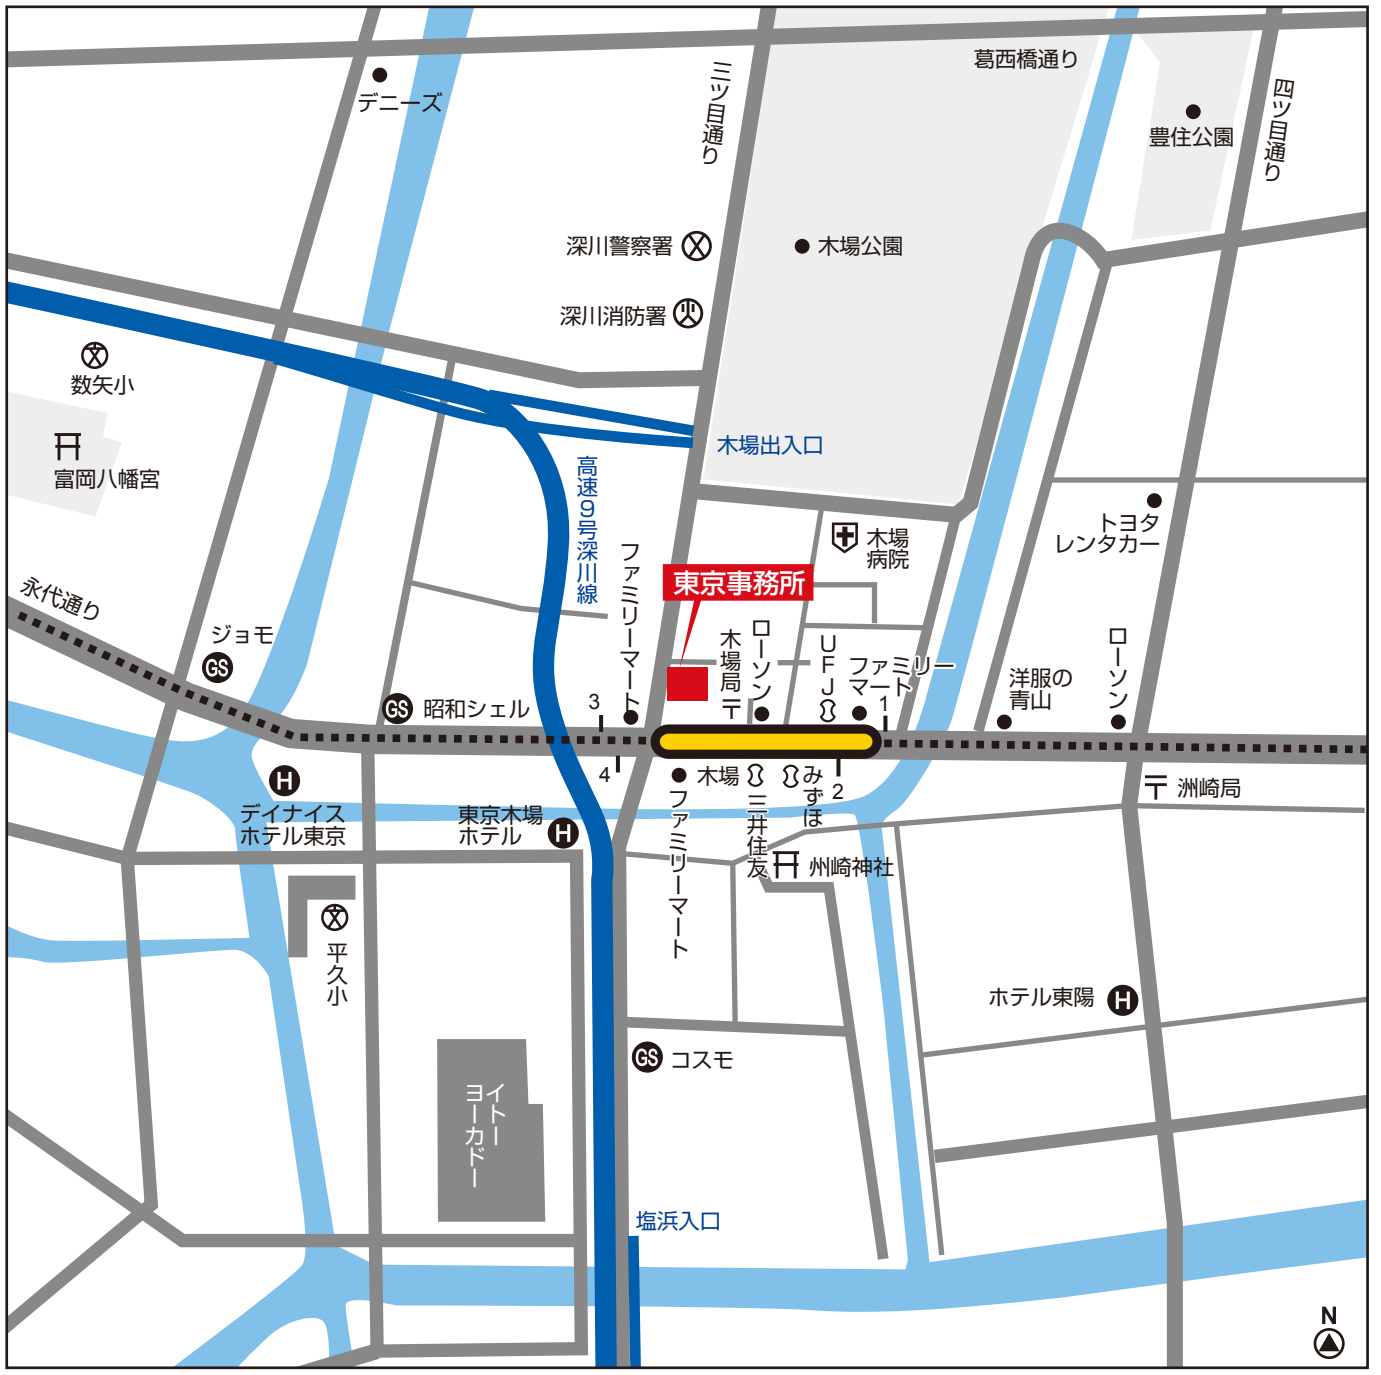 葛西橋通り
デニーズ
三ツ目通り
四ツ目通り
豊住公園
深川警察署
木場公園
深川消防署
数矢小
富岡八幡宮
木場出入口
高速9号深川線
トヨタ
レンタカー
木場
病院
東京事務所
永代通り
ジョモ
GS
ファミリーマート
木場局
ローソン
UFJ
ファミリー
マート
洋服の
青山
ローソン
GS
昭和シェル
3
1
4
木場
2
みずほ
三井住友
ファミリーマート
洲崎局
H
デイナイス
ホテル東京
東京木場
ホテル
H
州崎神社
文
平久小
ホテル東陽
H
GS
コスモ
イトー
ヨーカドー
塩浜入口
N